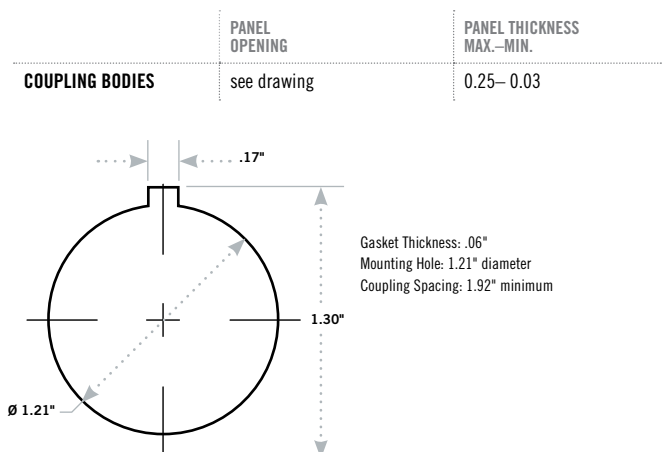 PANEL
OPENING
PANEL THICKNESS
MAX.–MIN.
COUPLING BODIES
see drawing
0.25– 0.03
.17"
Gasket Thickness: .06"
Mounting Hole: 1.21" diameter
Coupling Spacing: 1.92" minimum
1.30"
Ø 1.21"